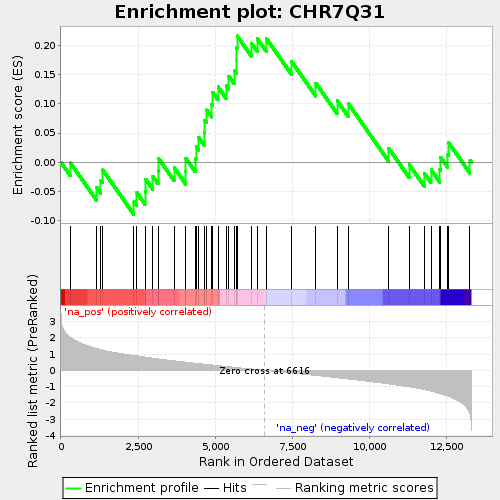 Enrichment plot: CHR7Q31
Enrichment score (ES)
0.20
0.15
0.10
0.05
0.00
-0.05
-0.10
'na_pos' (positively correlated)
Ranked list metric (PreRanked)
3
2
1
0
-1
-2
-3
Zero cross at 6616
'na_neg' (negatively correlated)
0
2,500
5,000
7,500
10,000
12,500
Rank in Ordered Dataset
Enrichment profile
Hits
Ranking metric scores